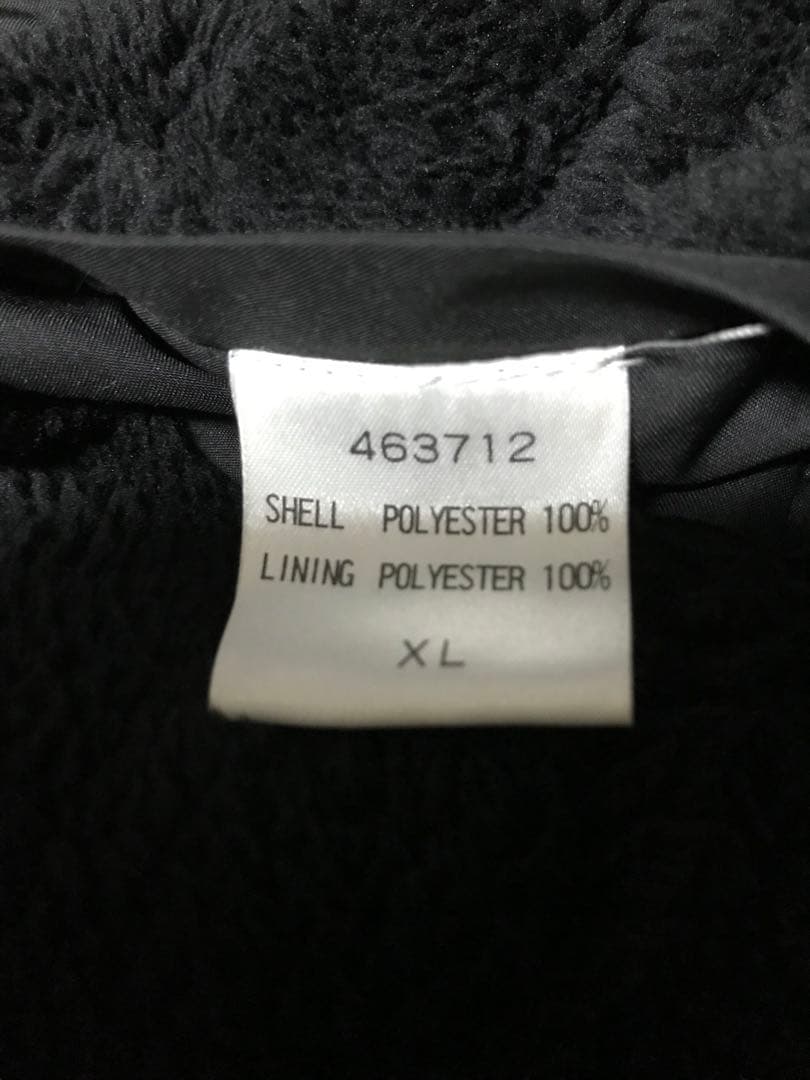 463712
SHELL POLYESTER 100%
LINING POLYESTER 100%
XL